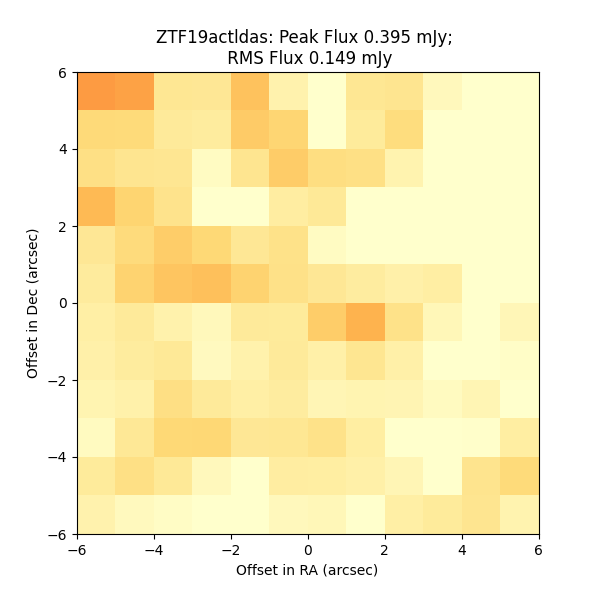 ZTF19actldas: Peak Flux 0.395 mJy;
RMS Flux 0.149 mJy
6
4
2
0
−2
−4
−6
Offset in Dec (arcsec)
−6 −4 −2 0 2 4 6
Offset in RA (arcsec)